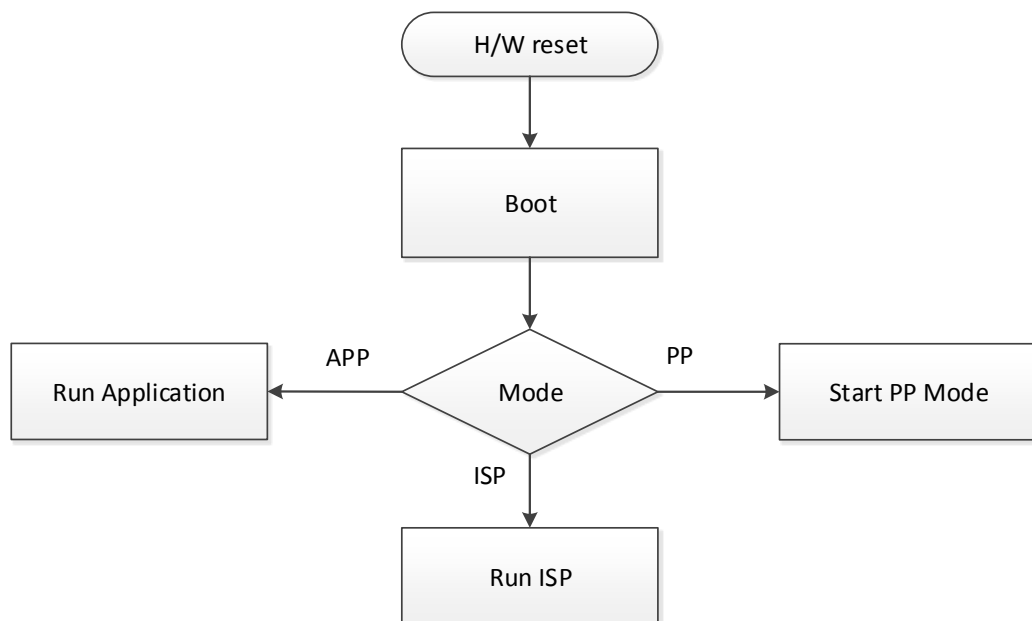 H/W reset
Boot
APP
PP
Run Application
Mode
Start PP Mode
ISP
Run ISP